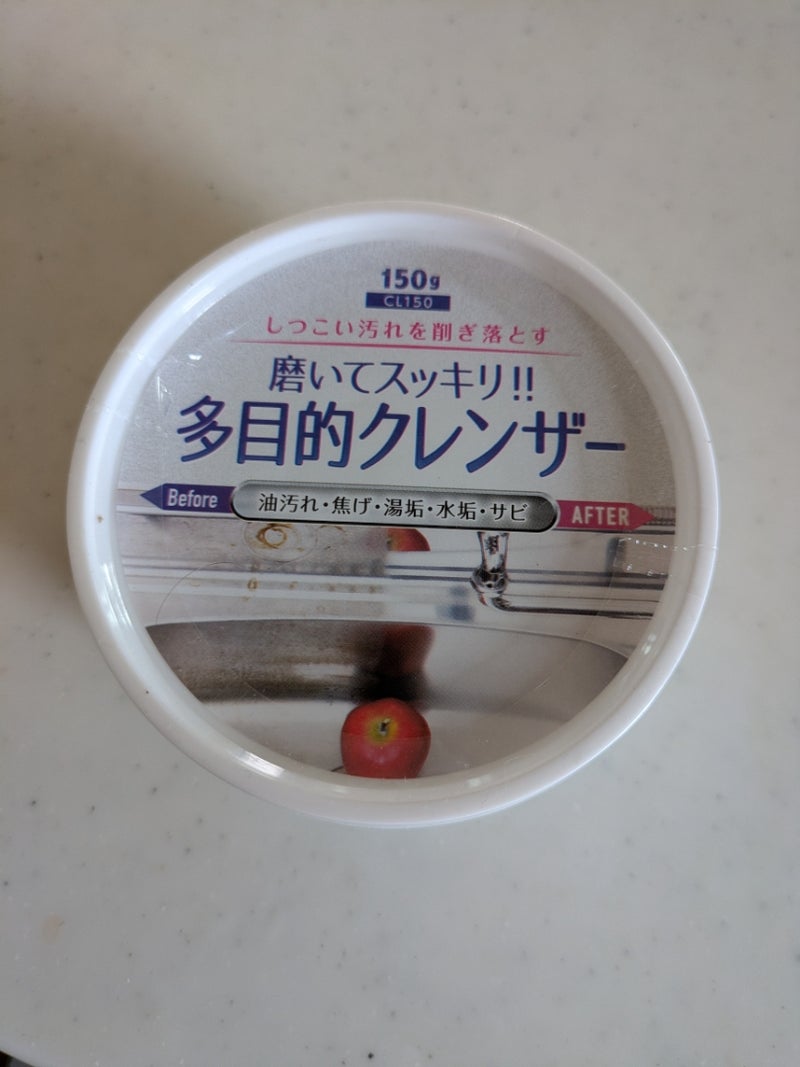 150g
CL150
しつこい汚れを削ぎ落とす
磨いてスッキリ!!
多目的クレンザー
Before
油汚れ・焦げ・湯垢・水垢・サビ
AFTER